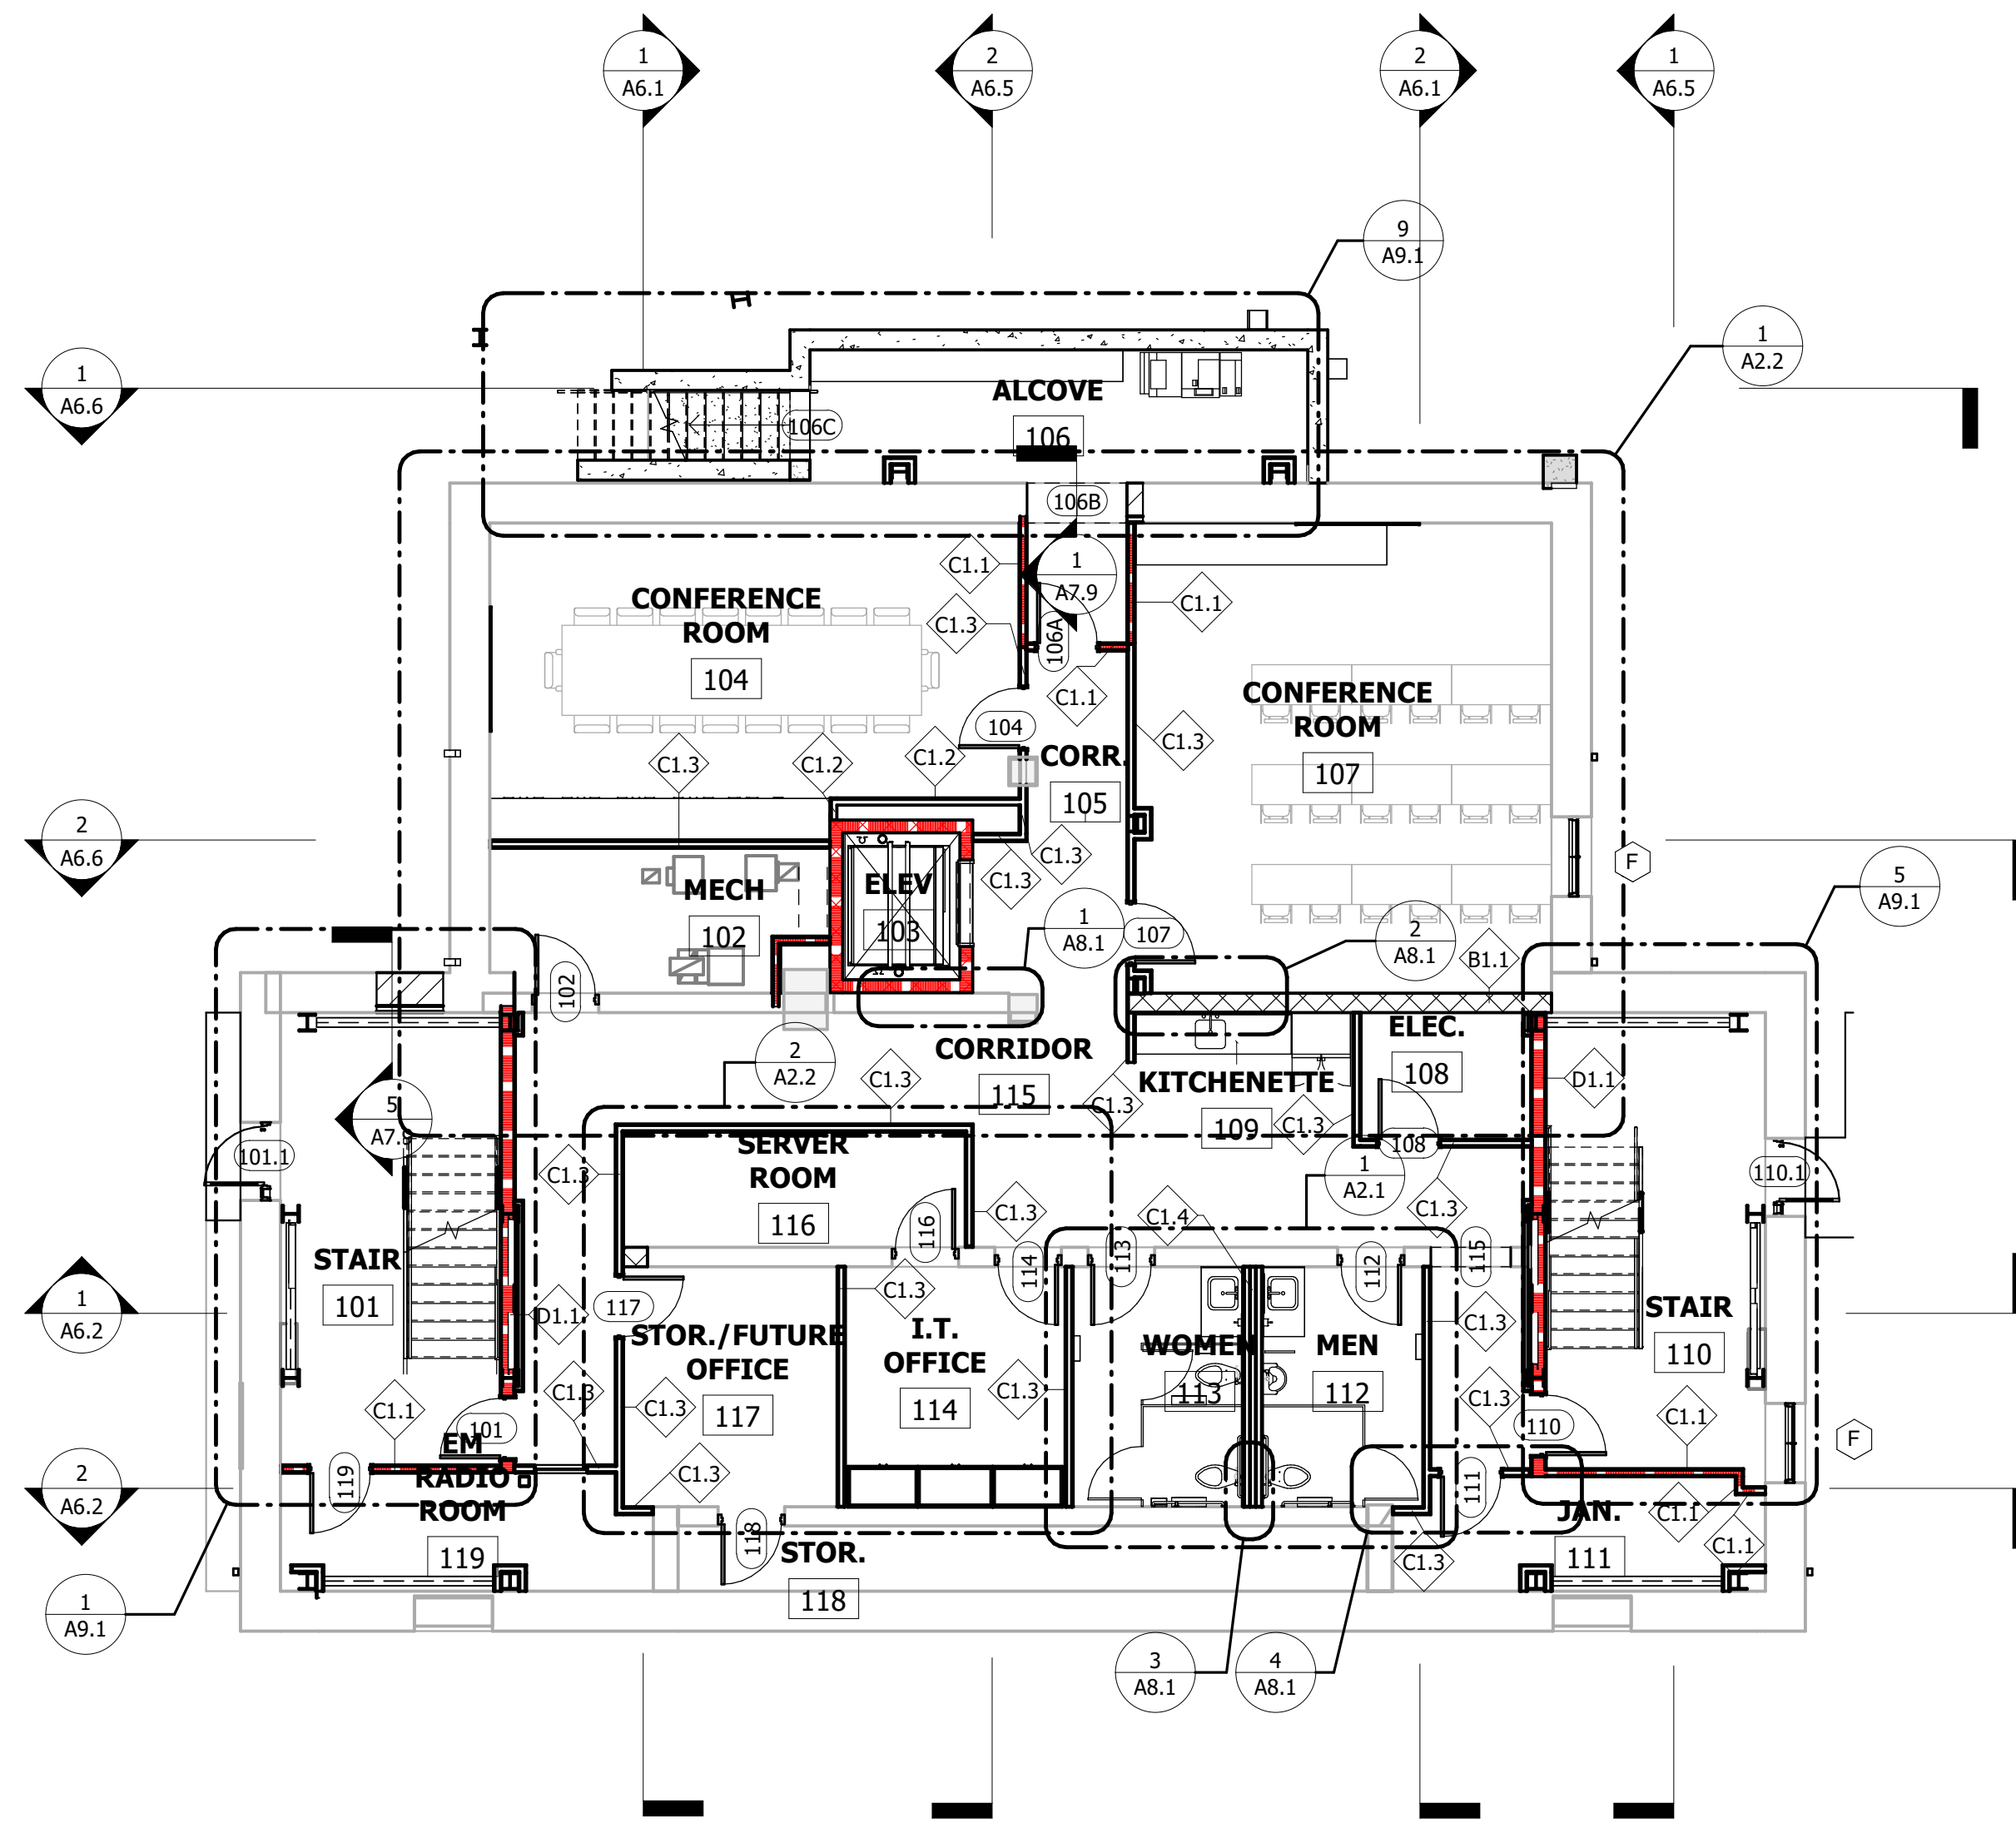 1
A6.1
2
A6.5
2
A6.1
1
A6.5
9
A9.1
1
A2.2
1
A6.6
ALCOVE
106
106C
106B
C1.1
1
A7.9
C1.1
CONFERENCE
ROOM
104
C1.3
106A
C1.1
CONFERENCE
ROOM
107
104
C1.3
C1.3
C1.2
C1.2
CORR.
105
2
A6.6
C1.3
C1.3
F
MECH
102
ELEV
103
1
A8.1
107
2
A8.1
5
A9.1
B1.1
102
ELEC.
108
2
A2.2
CORRIDOR
115
C1.3
KITCHENETTE
109
C1.3
C1.3
D1.1
5
A7.9
101.1
SERVER
ROOM
116
C1.3
108
1
A2.1
110.1
C1.3
C1.4
C1.3
116
114
113
112
115
STAIR
101
1
A6.2
D1.1
117
C1.3
STOR./FUTURE
OFFICE
117
I.T.
OFFICE
114
WOMEN
113
MEN
112
C1.3
STAIR
110
C1.1
C1.3
C1.3
C1.3
C1.3
C1.1
101
110
F
2
A6.2
119
EM
RADIO
ROOM
119
C1.3
111
C1.1
JAN.
111
C1.1
118
STOR.
118
C1.3
1
A9.1
3
A8.1
4
A8.1